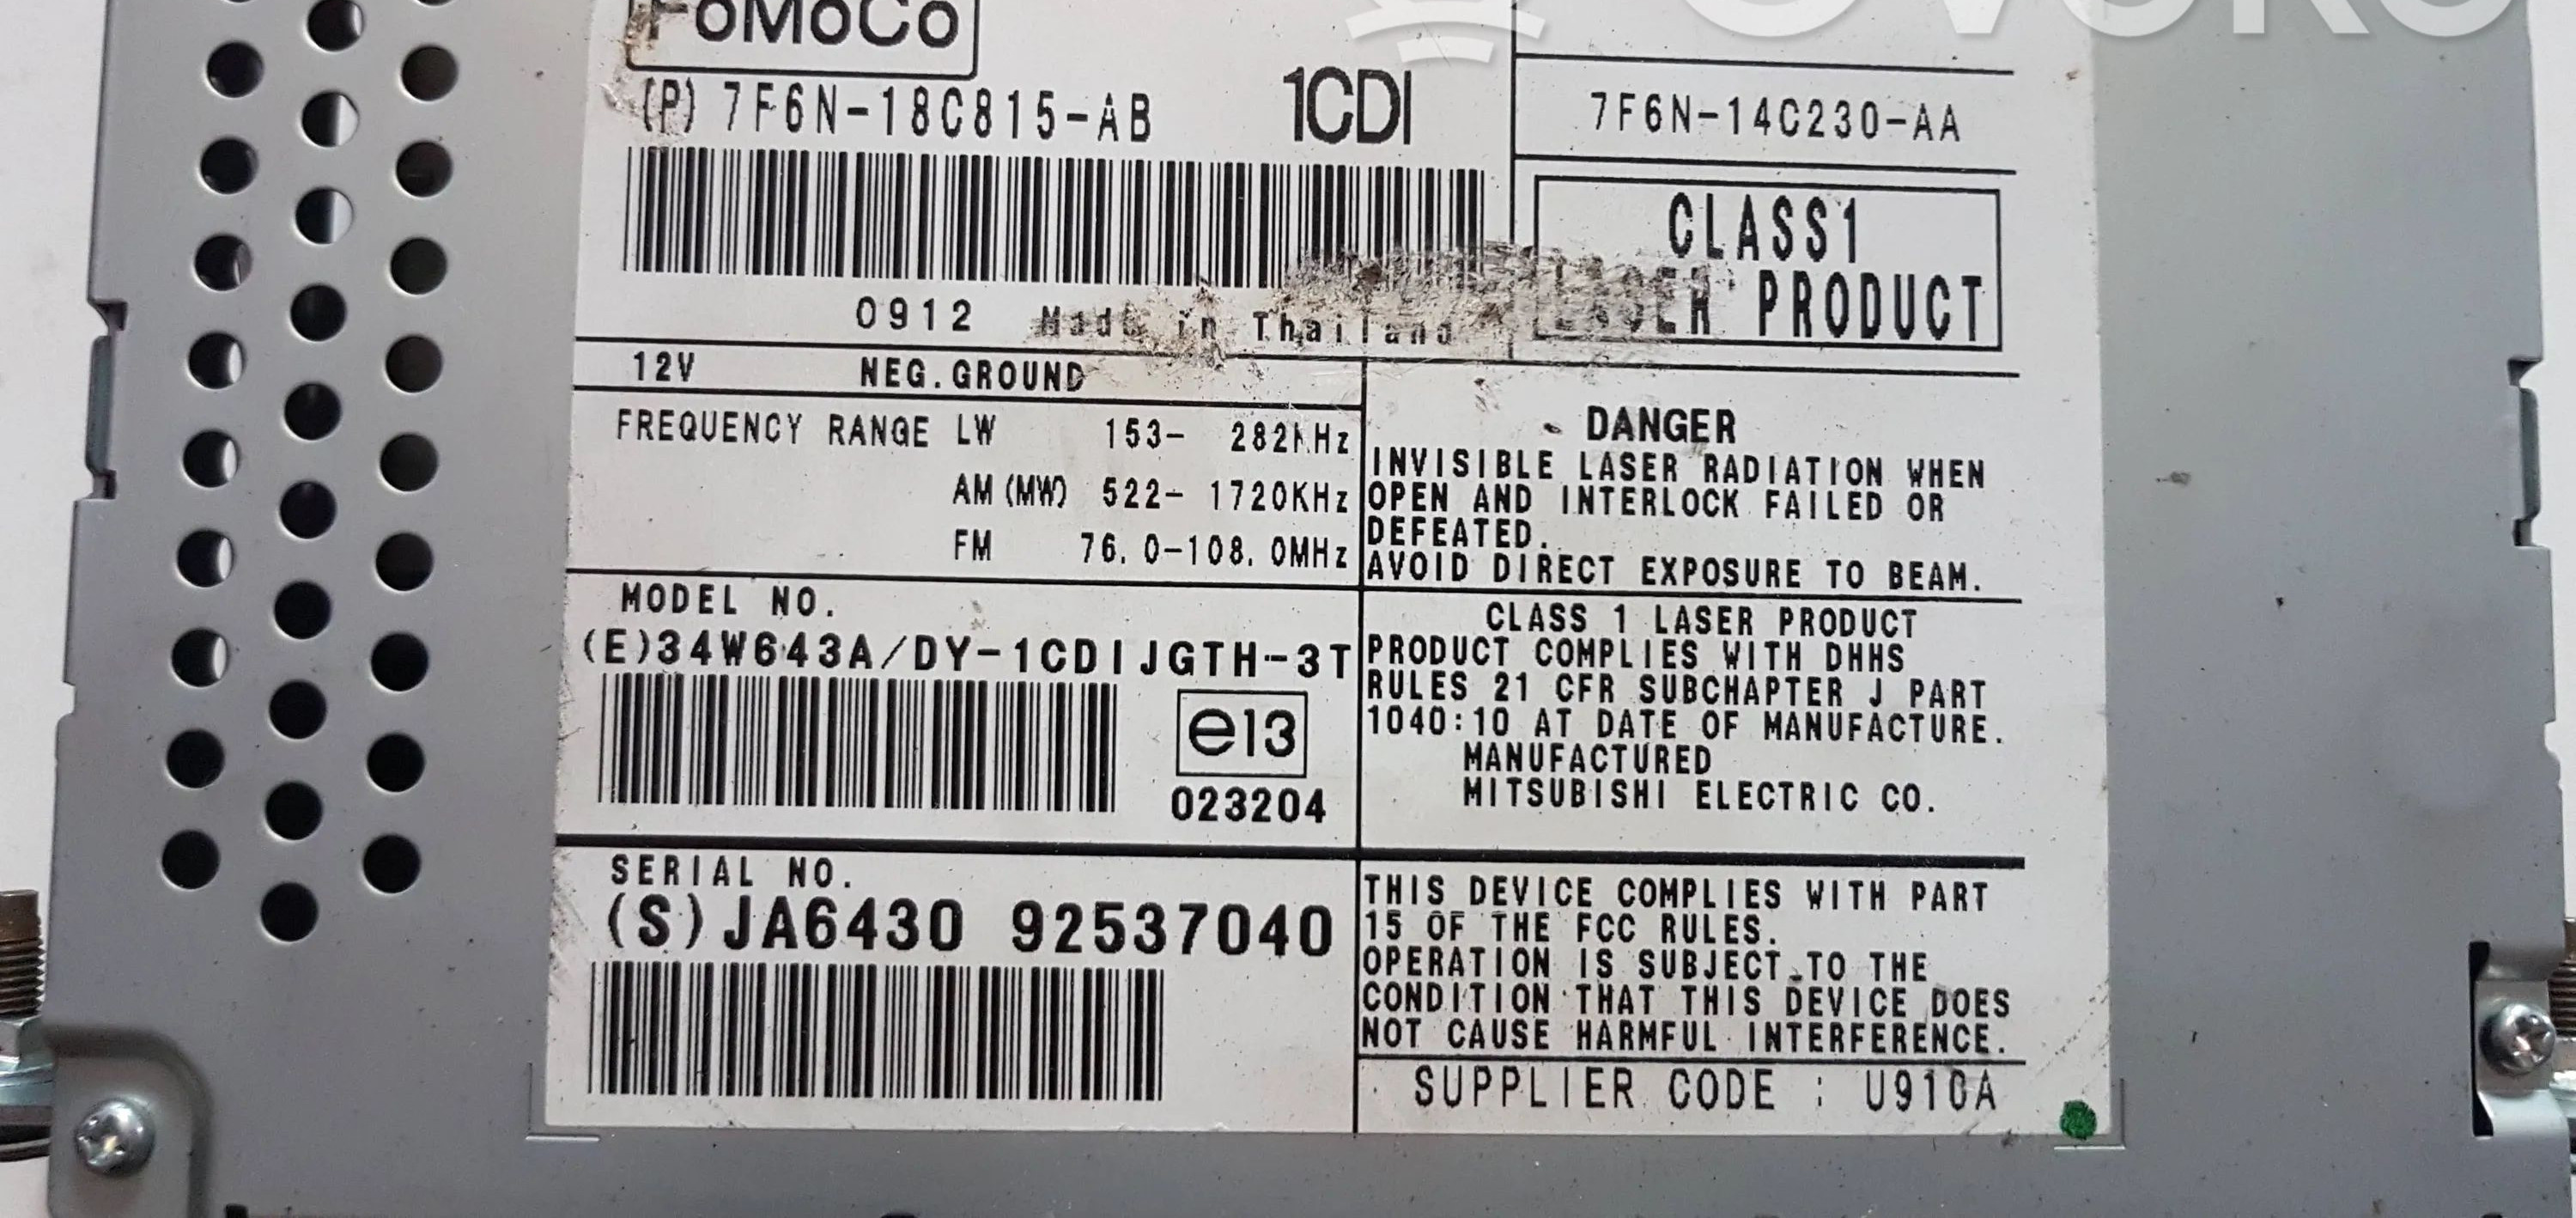 FoMoCo
(P) 7F6N-18C815-AB
1CDI
7F6N-14C230-AA
CLASS1
LASER PRODUCT
0912 Made in Thailand
12V NEG.GROUND
FREQUENCY RANGE LW 153- 282KHz
AM(MW) 522- 1720KHz
FM 76.0-108.0MHz
DANGER
INVISIBLE LASER RADIATION WHEN
OPEN AND INTERLOCK FAILED OR
DEFEATED.
AVOID DIRECT EXPOSURE TO BEAM.
MODEL NO.
(E)34W643A/DY-1CDIJGTH-3T
e13
023204
CLASS 1 LASER PRODUCT
PRODUCT COMPLIES WITH DHHS
RULES 21 CFR SUBCHAPTER J PART
1040:10 AT DATE OF MANUFACTURE.
MANUFACTURED
MITSUBISHI ELECTRIC CO.
SERIAL NO.
(S)JA6430 92537040
THIS DEVICE COMPLIES WITH PART
15 OF THE FCC RULES.
OPERATION IS SUBJECT TO THE
CONDITION THAT THIS DEVICE DOES
NOT CAUSE HARMFUL INTERFERENCE.
SUPPLIER CODE : U910A